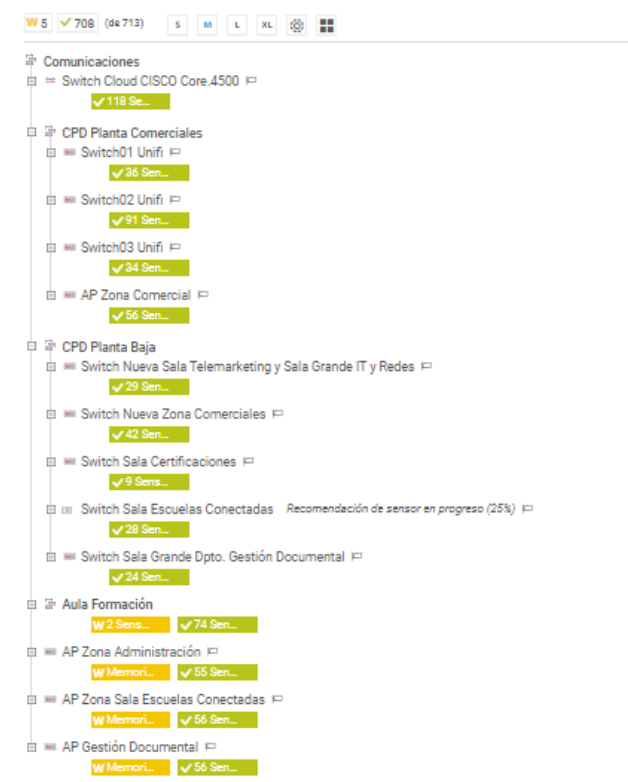 W 5 708 (de 713) S M L XL
Comunicaciones
Switch Cloud CISCO Core.4500
118 Se...
CPD Planta Comerciales
Switch01 Unifi
36 Sen...
Switch02 Unifi
91 Sen...
Switch03 Unifi
34 Sen...
AP Zona Comercial
56 Sen...
CPD Planta Baja
Switch Nueva Sala Telemarketing y Sala Grande IT y Redes
29 Sen...
Switch Nueva Zona Comerciales
42 Sen...
Switch Sala Certificaciones
9 Sens...
Switch Sala Escuelas Conectadas Recomendación de sensor en progreso (25%)
28 Sen...
Switch Sala Grande Dpto. Gestión Documental
24 Sen...
Aula Formación
W 2 Sens... 74 Sen...
AP Zona Administración
W Memori... 55 Sen...
AP Zona Sala Escuelas Conectadas
W Memori... 56 Sen...
AP Gestión Documental
W Memori... 56 Sen...